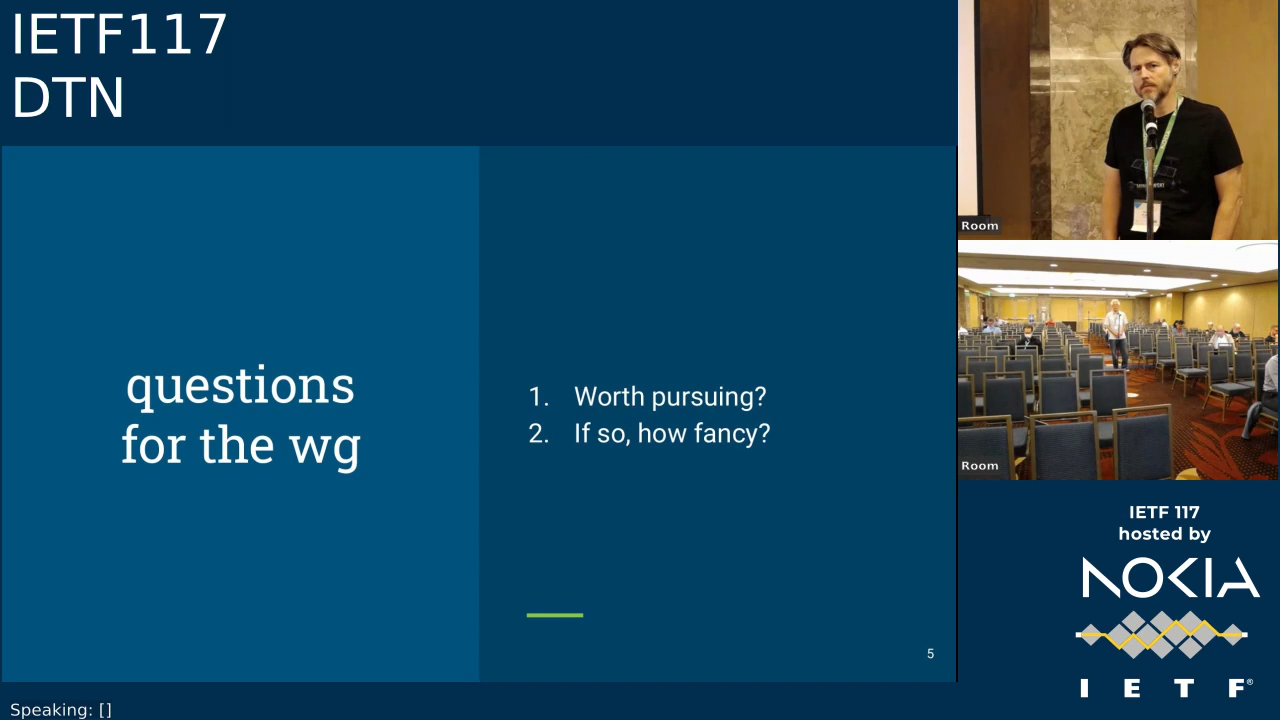 IETF117
DTN
questions
for the wg
1. Worth pursuing?
2. If so, how fancy?
5
Room
Room
IETF 117
hosted by
NOKIA
I E T F®
Speaking: []